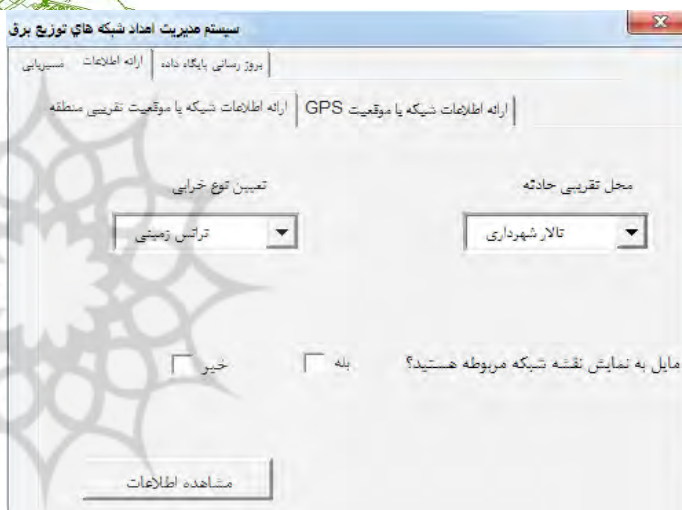 سیستم مدیریت امداد شبکه هاي توزیع برق
بروز رسانی پایگاه داده ارائه اطلاعات مسیریابی
ارائه اطلاعات شبکه با موقعیت GPS ارائه اطلاعات شبکه با موقعیت تقریبی منطقه
محل تقریبی حادثه تعیین نوع خرابی
تالار شهرداری ترانس زمینی
مایل به نمایش نقشه شبکه مربوطه هستید؟ بله خیر
مشاهده اطلاعات